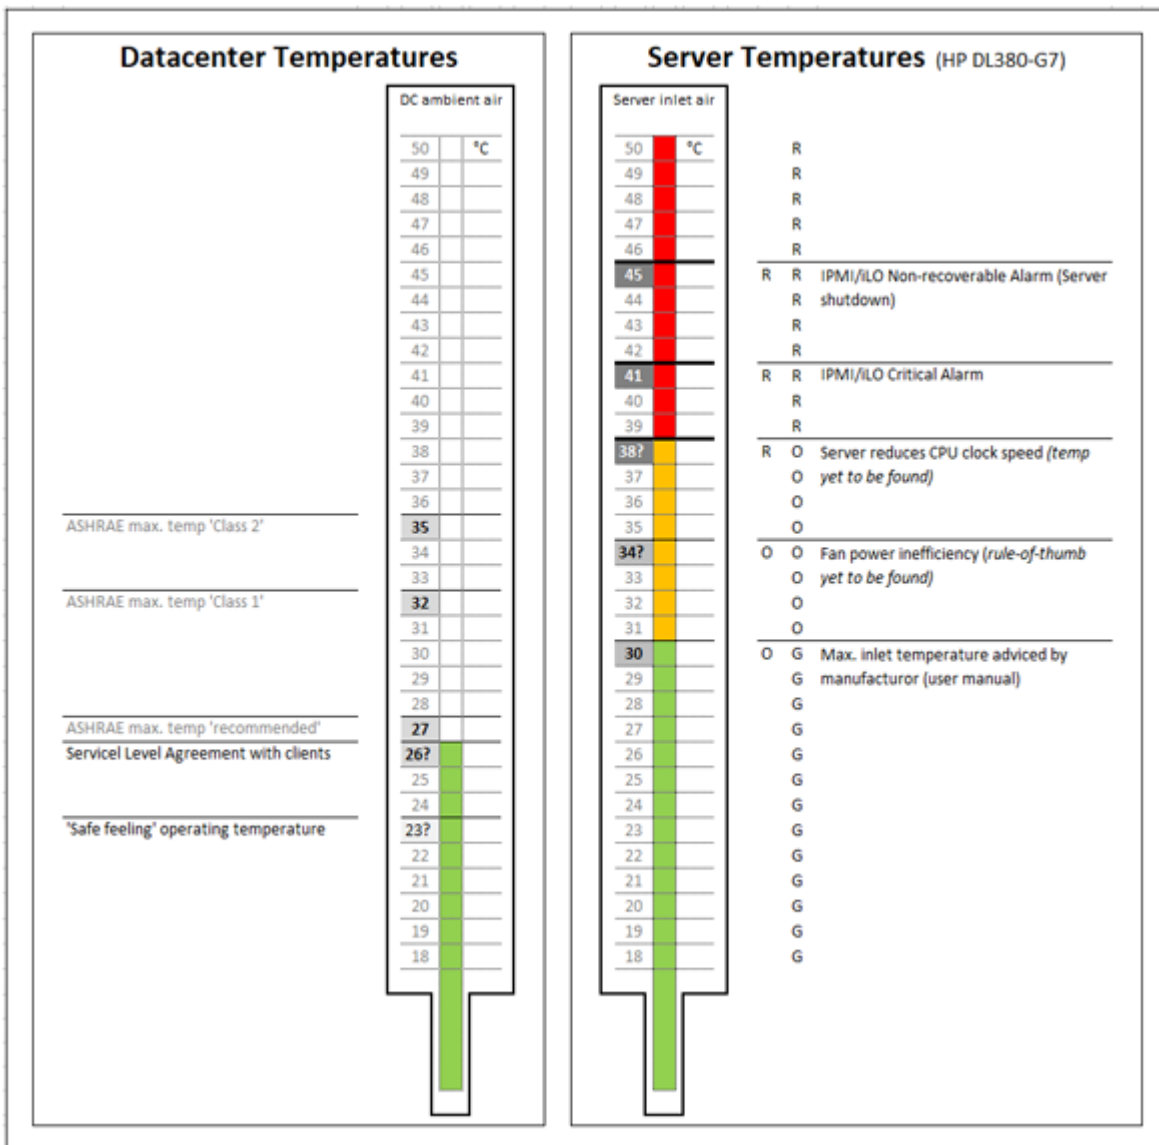 Datacenter Temperatures
DC ambient air
50 °C
49
48
47
46
45
44
43
42
41
40
39
38
37
36
ASHRAE max. temp 'Class 2' 35
34
33
ASHRAE max. temp 'Class 1' 32
31
30
29
28
ASHRAE max. temp 'recommended' 27
Servicel Level Agreement with clients 26?
25
24
'Safe feeling' operating temperature 23?
22
21
20
19
18
Server Temperatures (HP DL380-G7)
Server inlet air
50 °C R
49 R
48 R
47 R
46 R
45 R R IPMI/iLO Non-recoverable Alarm (Server
44 R shutdown)
43 R
42 R
41 R R IPMI/iLO Critical Alarm
40 R
39 R
38? R O Server reduces CPU clock speed (temp
37 O yet to be found)
36 O
35 O
34? O O Fan power inefficiency (rule-of-thumb
33 O yet to be found)
32 O
31 O
30 O G Max. inlet temperature adviced by
29 G manufacturor (user manual)
28 G
27 G
26 G
25 G
24 G
23 G
22 G
21 G
20 G
19 G
18 G